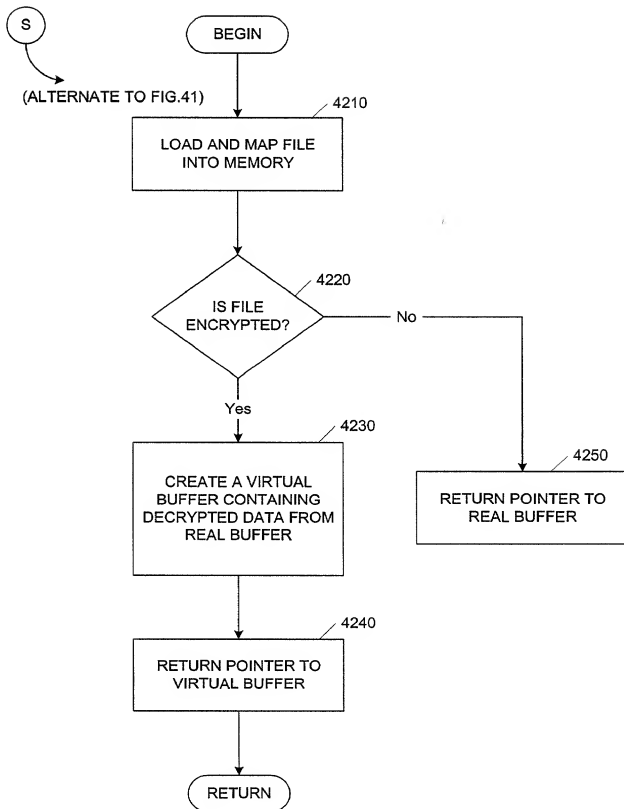 S
BEGIN
(ALTERNATE TO FIG.41)
4210
LOAD AND MAP FILE
INTO MEMORY
4220
IS FILE
ENCRYPTED?
No
Yes
4230
CREATE A VIRTUAL
BUFFER CONTAINING
DECRYPTED DATA FROM
REAL BUFFER
4250
RETURN POINTER TO
REAL BUFFER
4240
RETURN POINTER TO
VIRTUAL BUFFER
RETURN